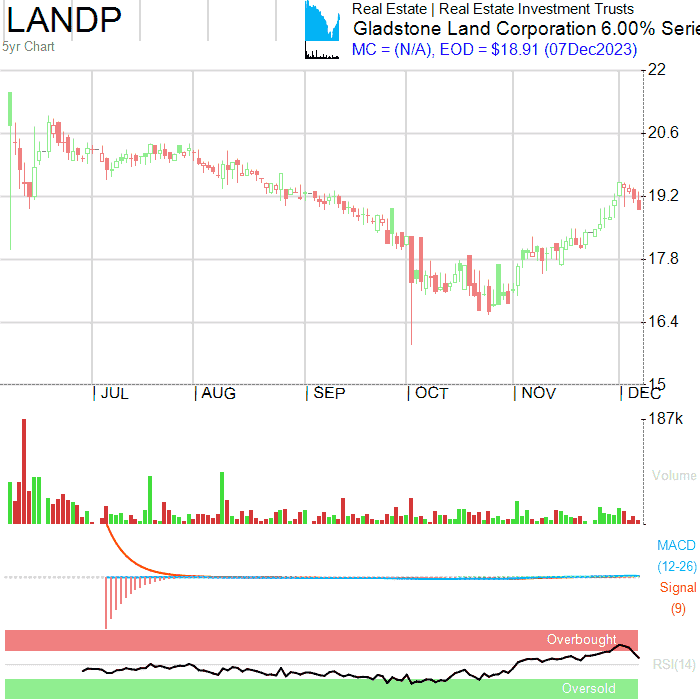 LANDP
5yr Chart
Real Estate | Real Estate Investment Trusts
Gladstone Land Corporation 6.00% Serie
MC = (N/A), EOD = $18.91 (07Dec2023)
22
20.6
19.2
17.8
16.4
15
| JUL | AUG | SEP | OCT | NOV | DEC
187k
Volume
MACD
(12-26)
Signal
(9)
Overbought
RSI(14)
Oversold